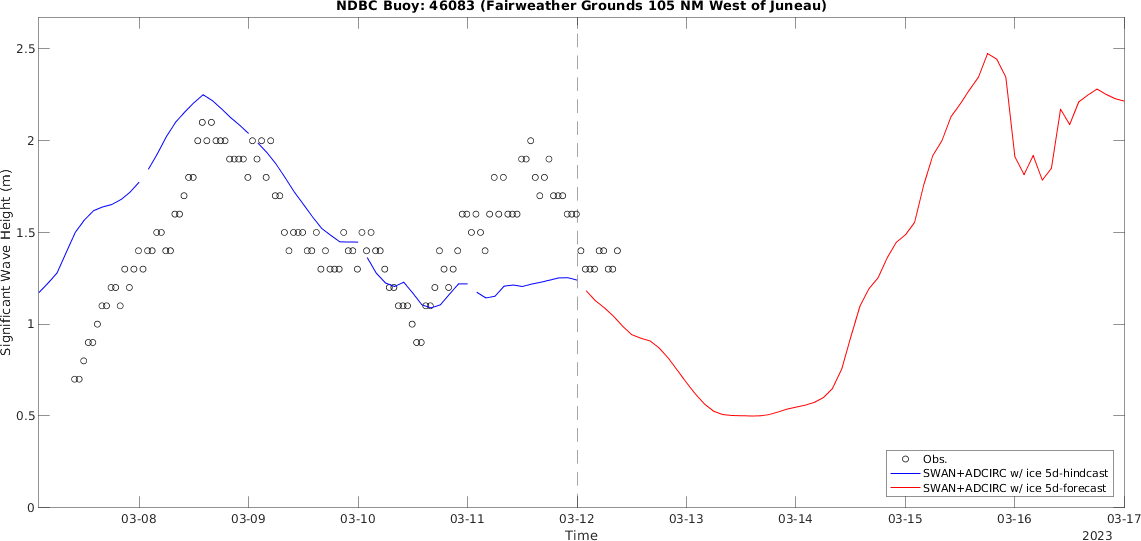 NDBC Buoy: 46083 (Fairweather Grounds 105 NM West of Juneau)
Significant Wave Height (m)
2.5
2
1.5
1
0.5
0
Obs.
SWAN+ADCIRC w/ ice 5d-hindcast
SWAN+ADCIRC w/ ice 5d-forecast
03-08 03-09 03-10 03-11 03-12 03-13 03-14 03-15 03-16 03-17
Time
2023